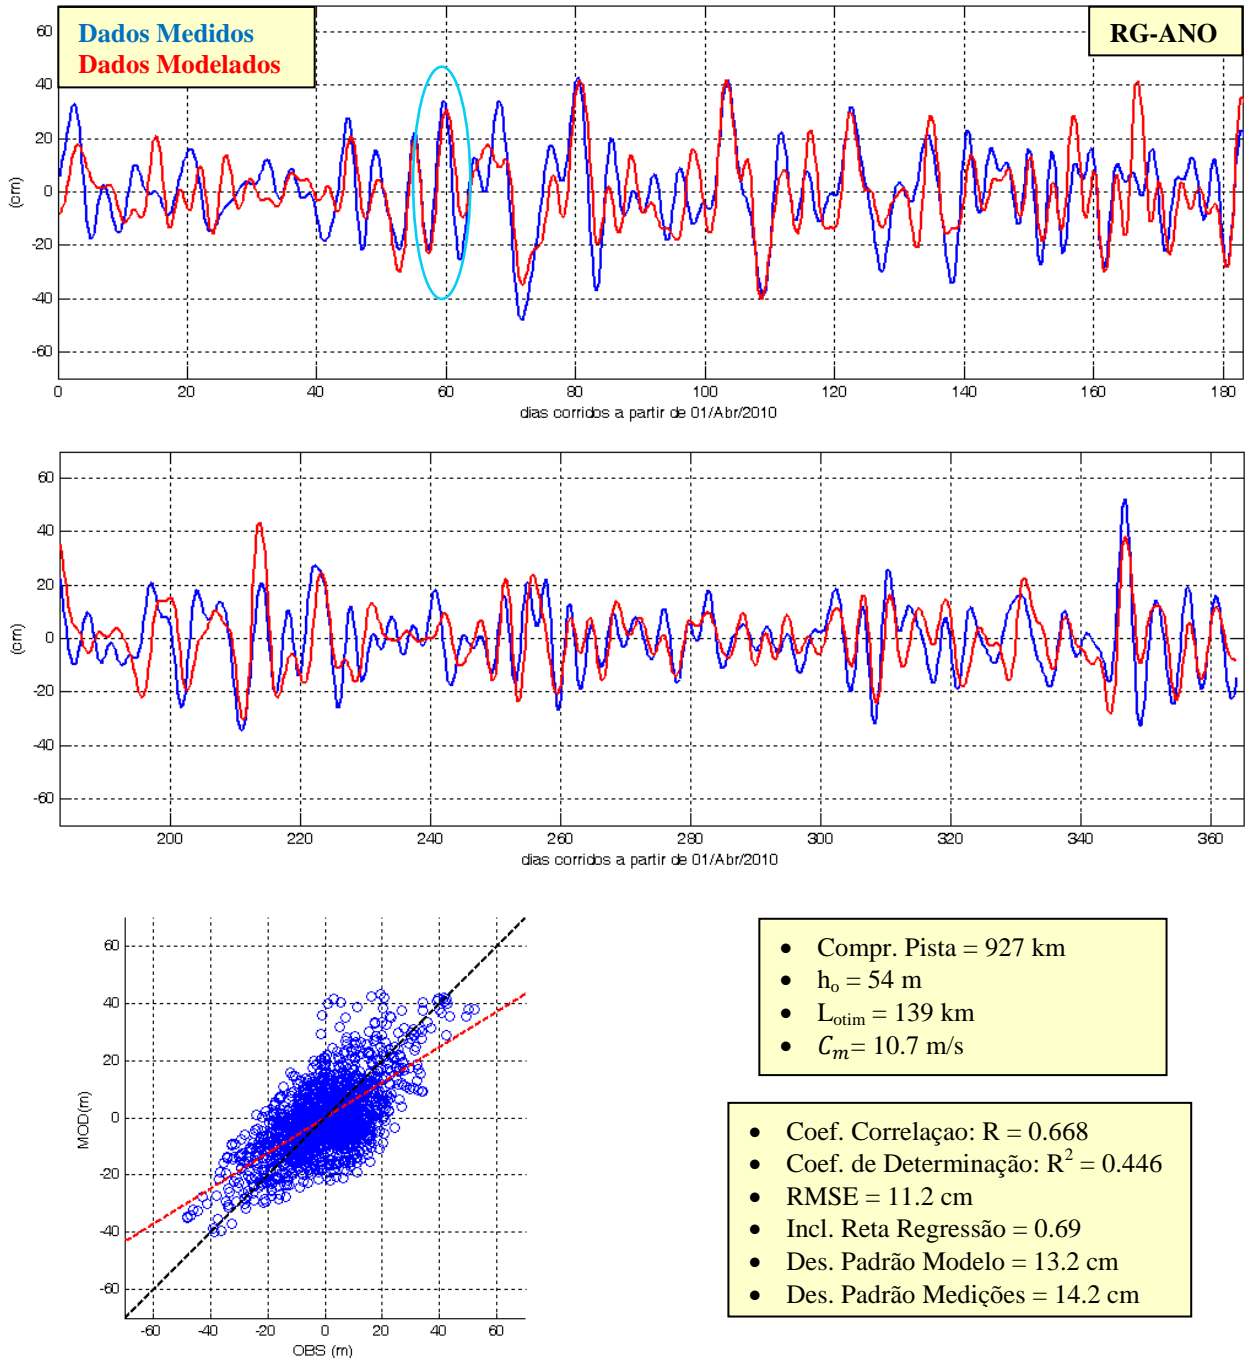 Dados Medidos
Dados Modelados
RG-ANO
60
40
20
0
-20
-40
-60
(cm)
0 20 40 60 80 100 120 140 160 180
dias corridos a partir de 01/Abr/2010
60
40
20
0
-20
-40
-60
(cm)
200 220 240 260 280 300 320 340 360
dias corridos a partir de 01/Abr/2010
60
40
20
0
-20
-40
-60
MOD(m)
-60 -40 -20 0 20 40 60
OBS (m)
• Compr. Pista = 927 km
• hₒ = 54 m
• Lotim = 139 km
• Cm= 10.7 m/s
• Coef. Correlaçao: R = 0.668
• Coef. de Determinação: R² = 0.446
• RMSE = 11.2 cm
• Incl. Reta Regressão = 0.69
• Des. Padrão Modelo = 13.2 cm
• Des. Padrão Medições = 14.2 cm